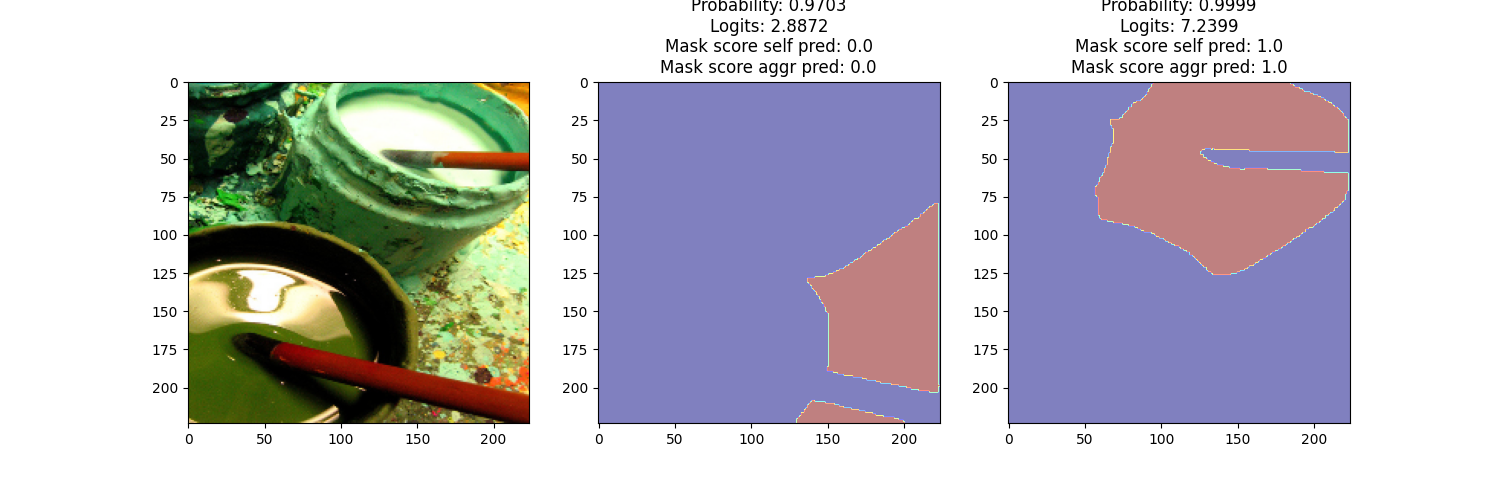 Probability: 0.9703
Logits: 2.8872
Mask score self pred: 0.0
Mask score aggr pred: 0.0
Probability: 0.9999
Logits: 7.2399
Mask score self pred: 1.0
Mask score aggr pred: 1.0
0
25
50
75
100
125
150
175
200
0 50 100 150 200
0
25
50
75
100
125
150
175
200
0 50 100 150 200
0
25
50
75
100
125
150
175
200
0 50 100 150 200